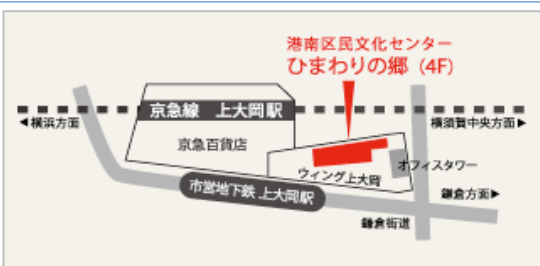 港南区民文化センター
ひまわりの郷 (4F)
京急線 上大岡駅
◀横浜方面
横須賀中央方面▶
京急百貨店
オフィスタワー
ウィング上大岡
市営地下鉄 上大岡駅
鎌倉方面▶
鎌倉街道